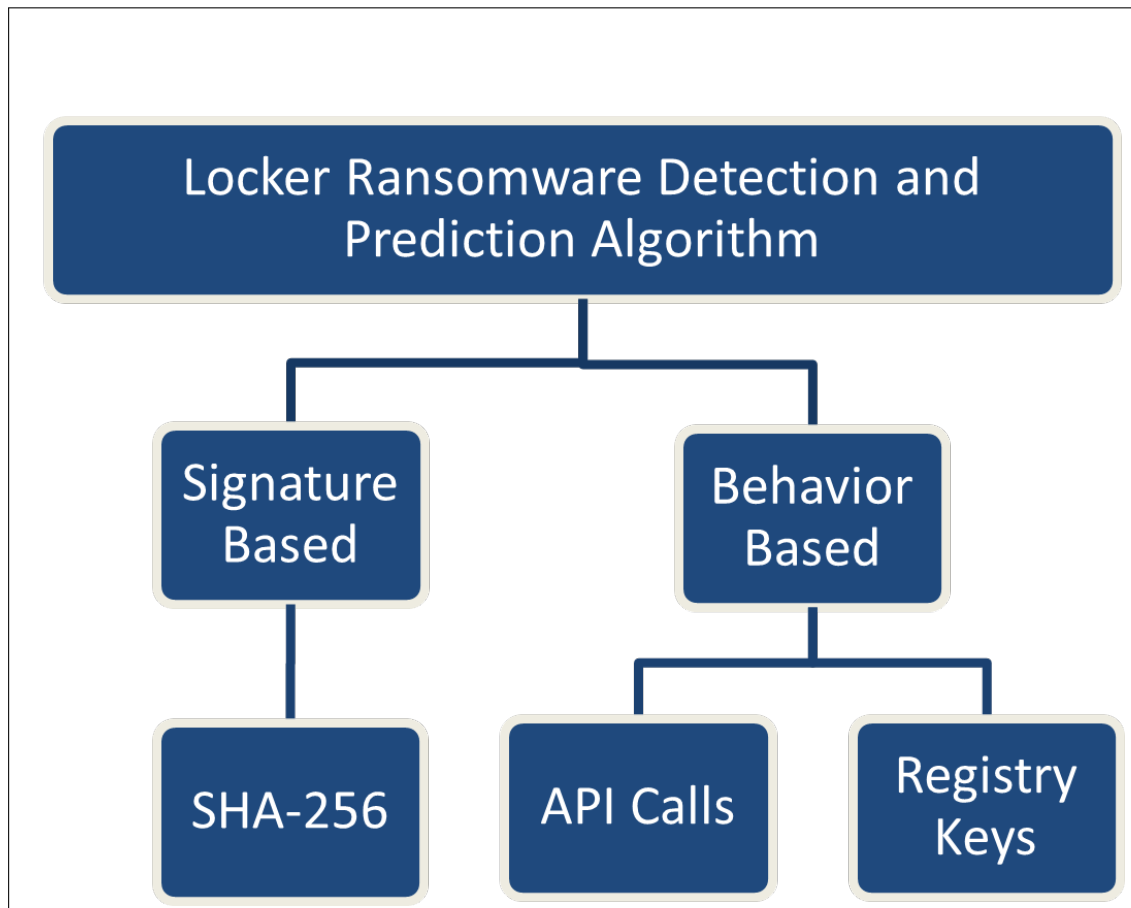 Locker Ransomware Detection and
Prediction Algorithm
Signature
Based
Behavior
Based
SHA-256
API Calls
Registry
Keys